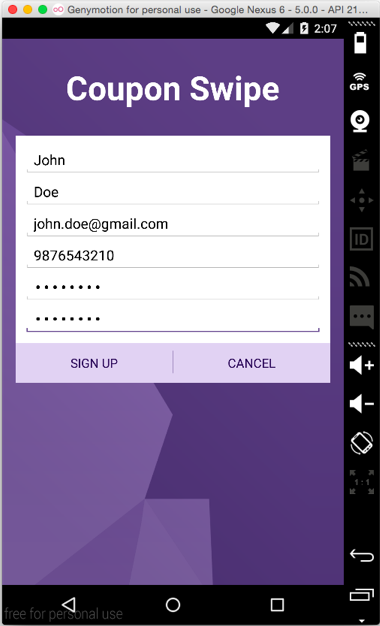 Genymotion for personal use - Google Nexus 6 - 5.0.0 - API 21...
2:07
Coupon Swipe
GPS
John
Doe
john.doe@gmail.com
9876543210
••••••••
••••••••
ID
SIGN UP CANCEL
1:1
free for personal use